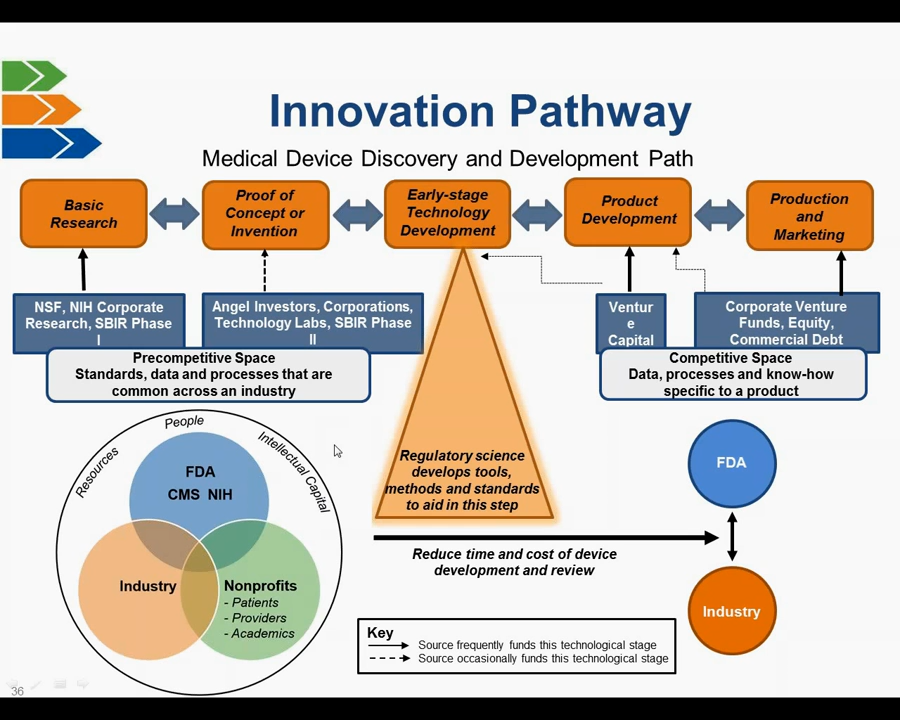 Innovation Pathway
Medical Device Discovery and Development Path
Basic
Research
Proof of
Concept or
Invention
Early-stage
Technology
Development
Product
Development
Production
and
Marketing
NSF, NIH Corporate
Research, SBIR Phase
I
Angel Investors, Corporations,
Technology Labs, SBIR Phase
II
Ventur
e
Capital
Corporate Venture
Funds, Equity,
Commercial Debt
Precompetitive Space
Standards, data and processes that are
common across an industry
Competitive Space
Data, processes and know-how
specific to a product
Resources
People
Intellectual Capital
FDA
CMS NIH
Industry
Nonprofits
- Patients
- Providers
- Academics
Regulatory science
develops tools,
methods and standards
to aid in this step
Reduce time and cost of device
development and review
FDA
Industry
Key
Source frequently funds this technological stage
Source occasionally funds this technological stage
36